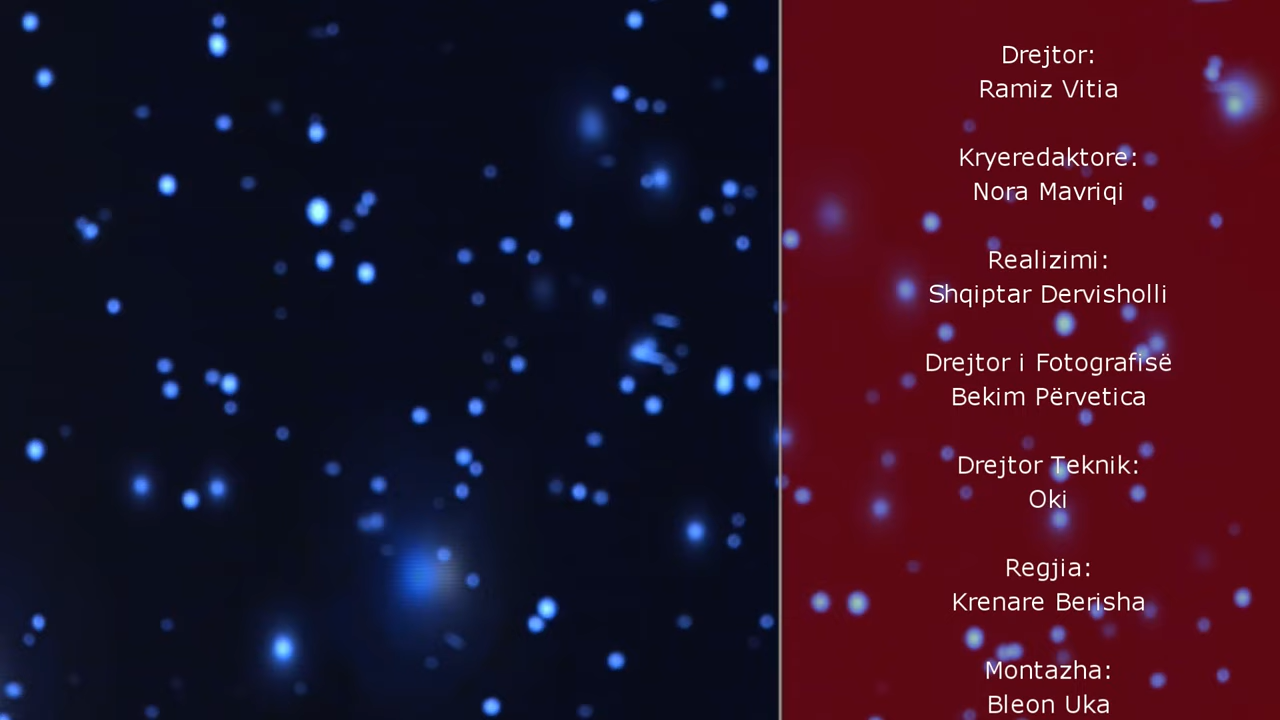 Drejtor:
Ramiz Vitia
Kryeredaktore:
Nora Mavriqi
Realizimi:
Shqiptar Dervisholli
Drejtor i Fotografisë
Bekim Përvetica
Drejtor Teknik:
Oki
Regjia:
Krenare Berisha
Montazha:
Bleon Uka